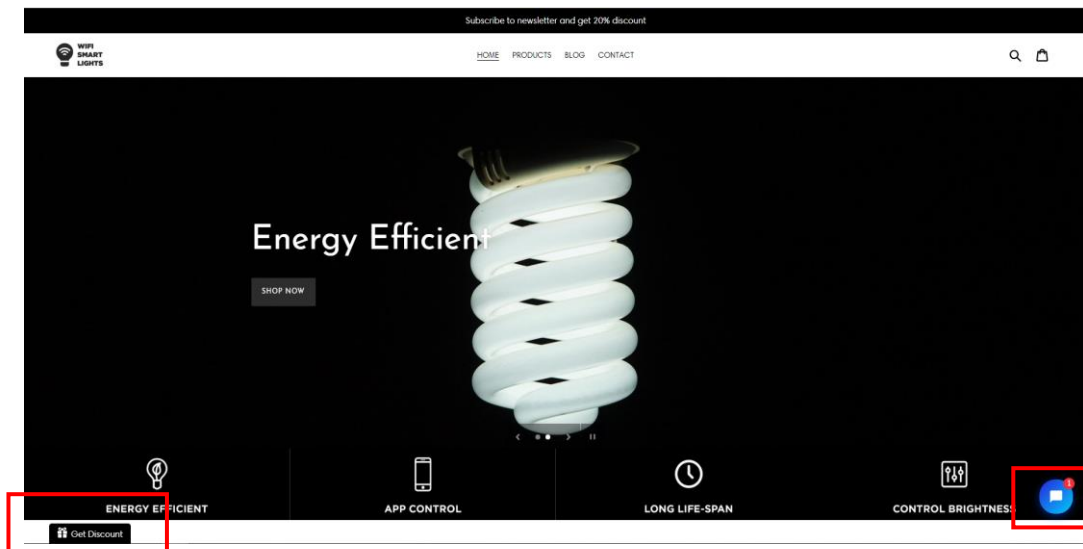 Subscribe to newsletter and get 20% discount
WIFI
SMART
LIGHTS
HOME PRODUCTS BLOG CONTACT
Energy Efficient
SHOP NOW
ENERGY EFFICIENT APP CONTROL LONG LIFE-SPAN CONTROL BRIGHTNESS
1
Get Discount